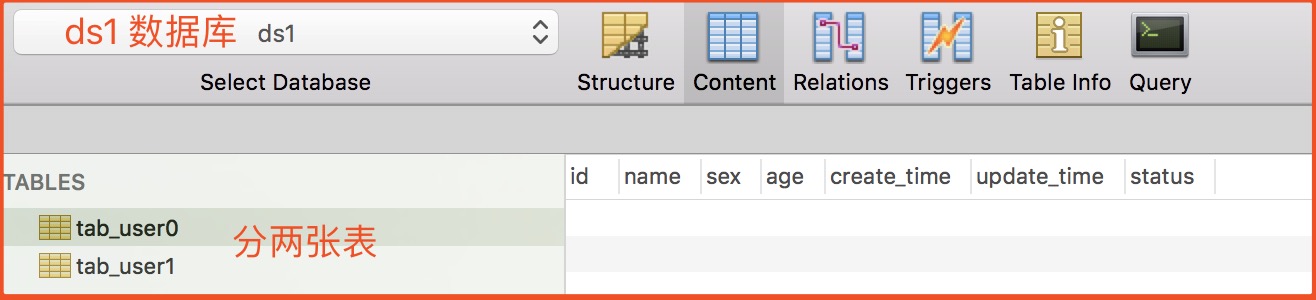 ds1 数据库 ds1
Select Database
Structure Content Relations Triggers Table Info Query
TABLES
id name sex age create_time update_time status
tab_user0
分两张表
tab_user1